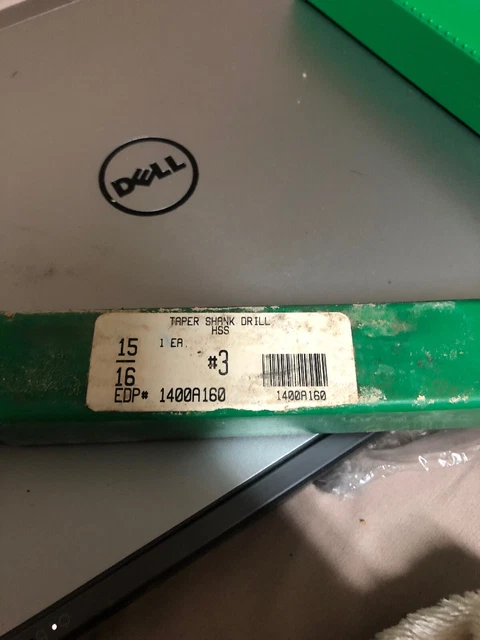 DELL
TAPER SHANK DRILL
HSS
15
16
1 EA.
#3
EDP# 1400A160
1400A160